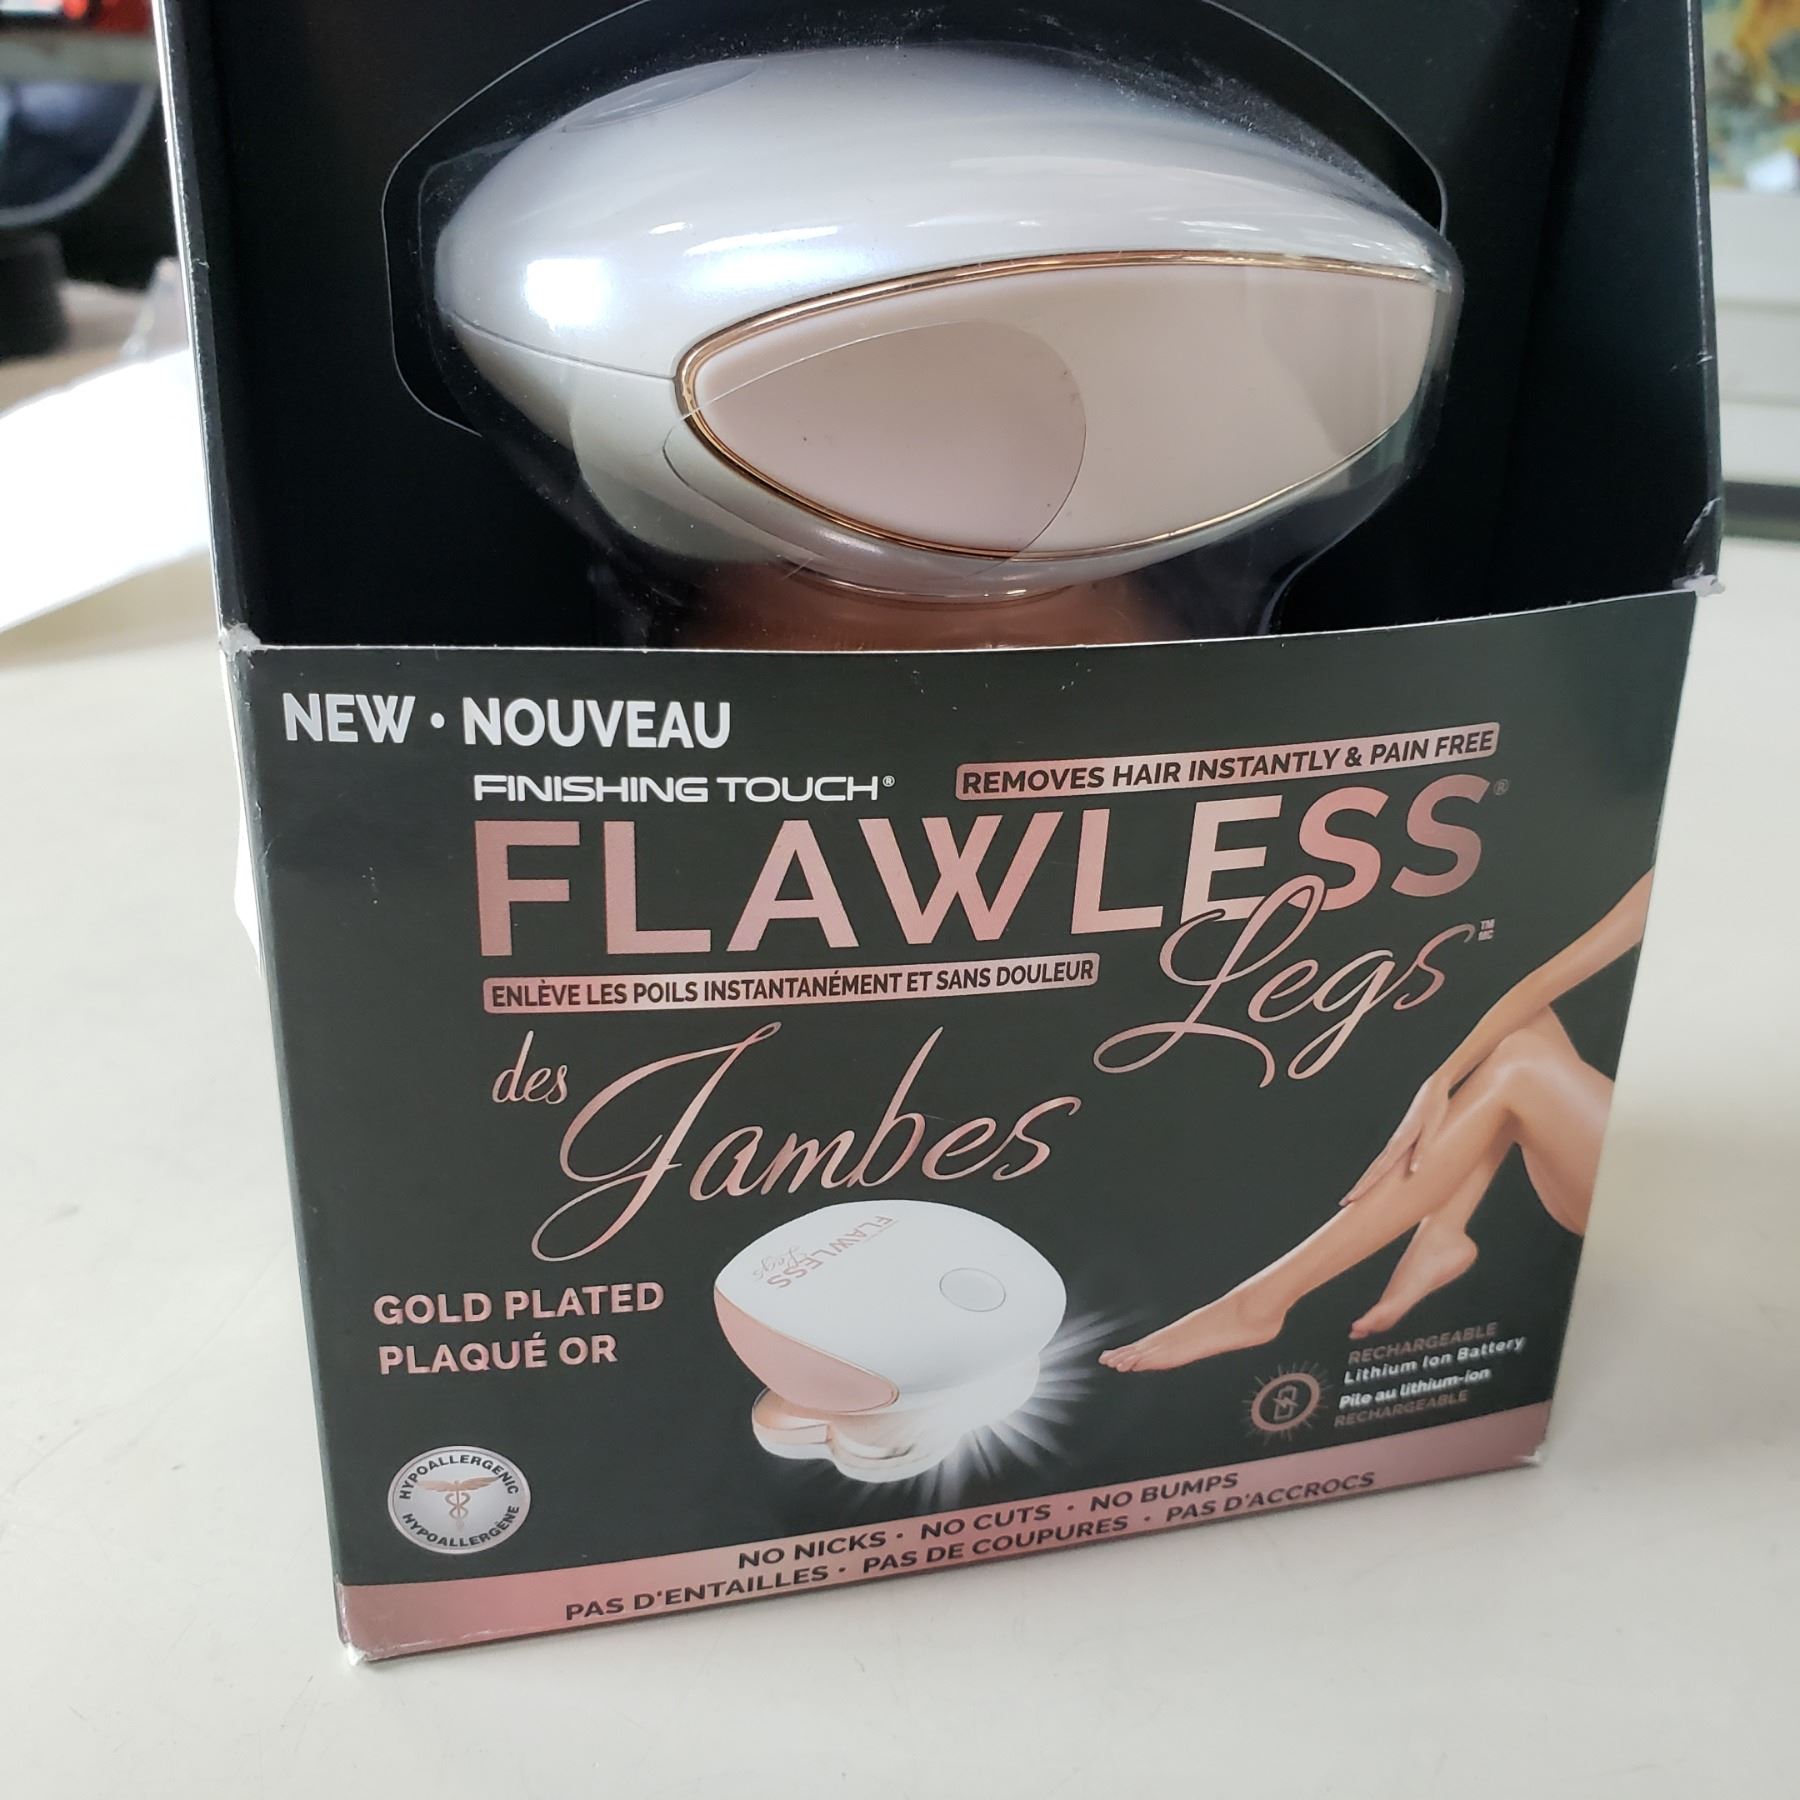 NEW • NOUVEAU
FINISHING TOUCH®
REMOVES HAIR INSTANTLY & PAIN FREE
FLAWLESS®
Legs™
MC
ENLÈVE LES POILS INSTANTANÉMENT ET SANS DOULEUR
des Jambes
FLAWLESS
Legs
GOLD PLATED
PLAQUÉ OR
RECHARGEABLE
Lithium Ion Battery
Pile au lithium-ion
RECHARGEABLE
HYPOALLERGENIC
HYPOALLERGÈNE
NO NICKS • NO CUTS • NO BUMPS
PAS D'ENTAILLES • PAS DE COUPURES • PAS D'ACCROCS